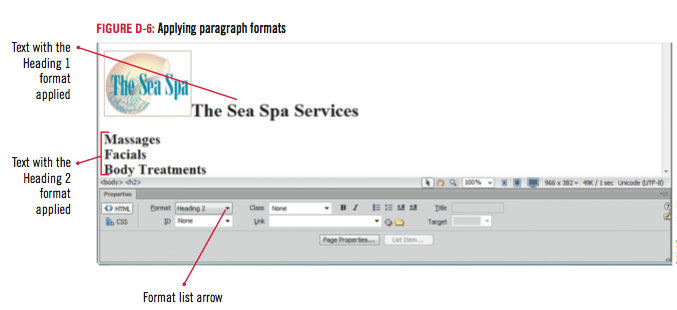 FIGURE D-6: Applying paragraph formats
Text with the
Heading 1
format
applied
The Sea Spa
The Sea Spa Services
Text with the
Heading 2
format
applied
Massages
Facials
Body Treatments
<body> <h2>
100%
966 x 382 49K / 1 sec Unicode (UTF-8)
Properties
<> HTML Format Heading 2 Class None B I Title
CSS ID None Link Target
Page Properties... List Item...
Format list arrow